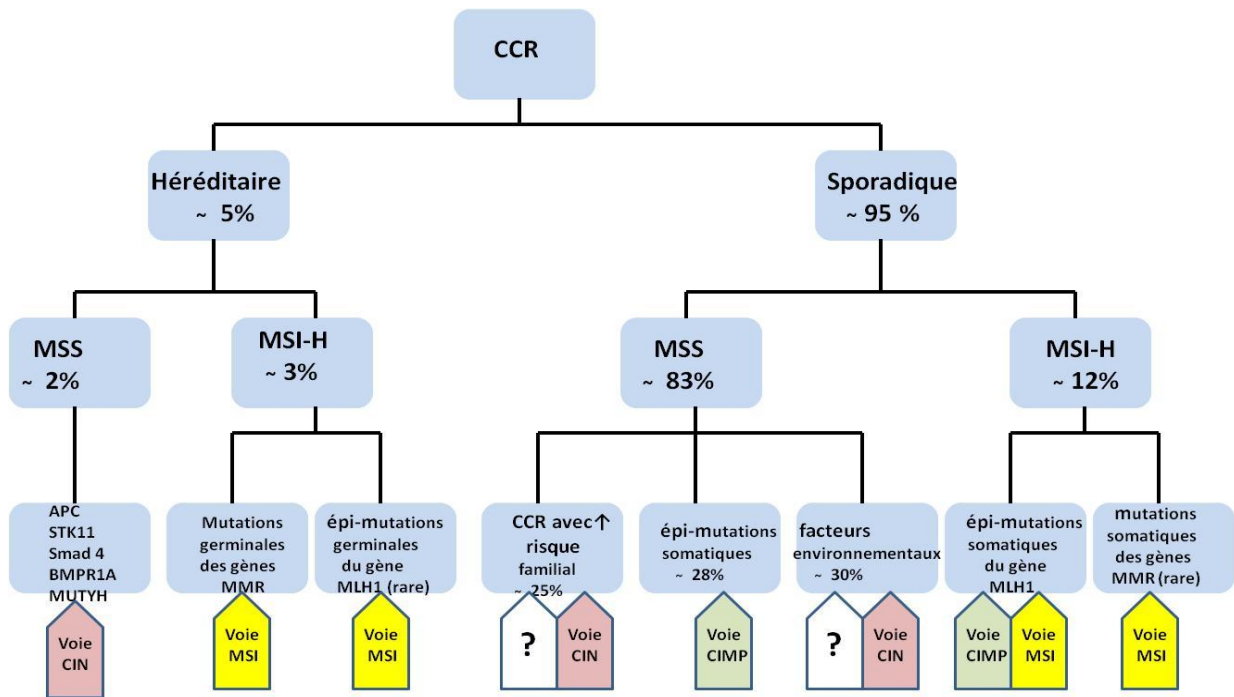 CCR
Héréditaire
~ 5%
Sporadique
~ 95 %
MSS
~ 2%
MSI-H
~ 3%
MSS
~ 83%
MSI-H
~ 12%
APC
STK11
Smad 4
BMPR1A
MUTYH
Mutations
germinales
des gènes
MMR
épi-mutations
germinales
du gène
MLH1 (rare)
CCR avec↑
risque
familial
~ 25%
épi-mutations
somatiques
~ 28%
facteurs
environnementaux
~ 30%
épi-mutations
somatiques
du gène
MLH1
mutations
somatiques
des gènes
MMR (rare)
Voie
CIN
Voie
MSI
Voie
MSI
?
Voie
CIN
Voie
CIMP
?
Voie
CIN
Voie
CIMP
Voie
MSI
Voie
MSI